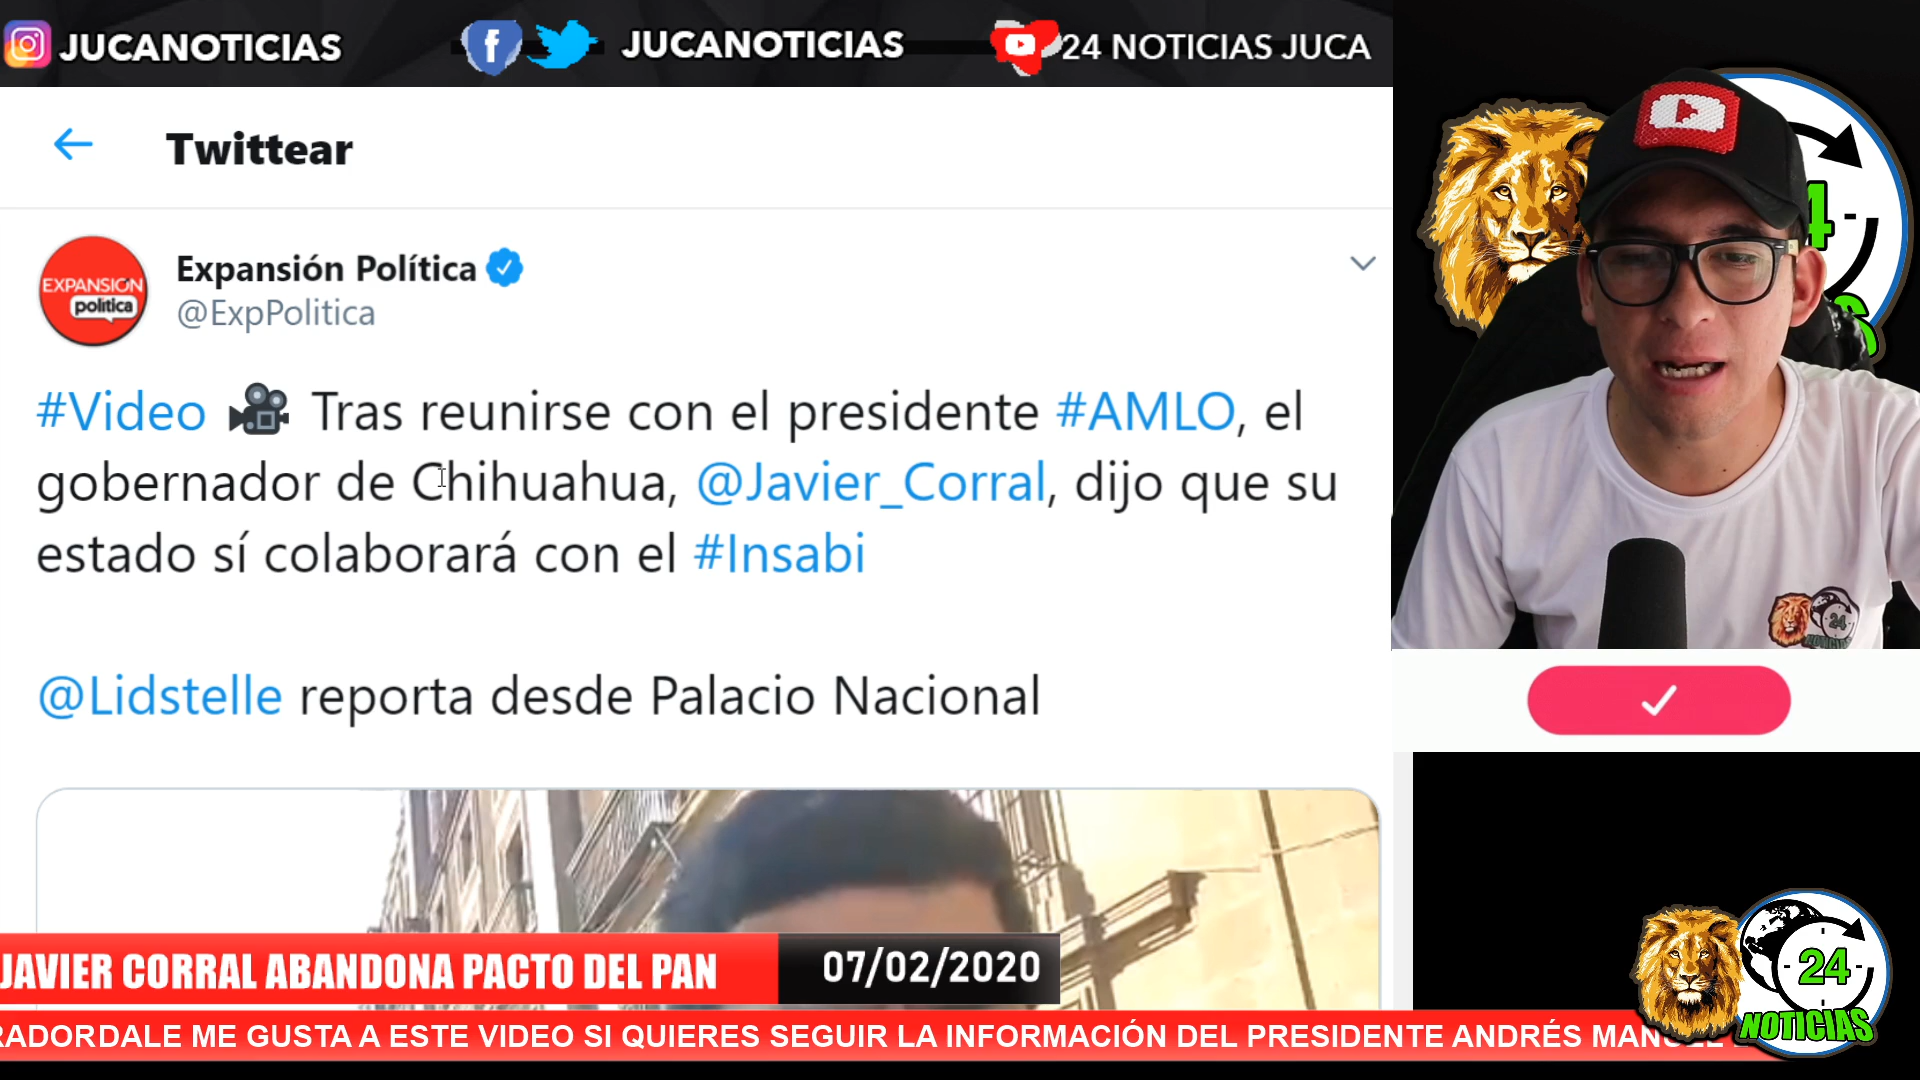 JUCANOTICIAS
JUCANOTICIAS
24 NOTICIAS JUCA
Twittear
EXPANSIÓN
política
Expansión Política
@ExpPolitica
#Video Tras reunirse con el presidente #AMLO, el
gobernador de Chihuahua, @Javier_Corral, dijo que su
estado sí colaborará con el #Insabi
@Lidstelle reporta desde Palacio Nacional
JAVIER CORRAL ABANDONA PACTO DEL PAN
07/02/2020
RADORDALE ME GUSTA A ESTE VIDEO SI QUIERES SEGUIR LA INFORMACIÓN DEL PRESIDENTE ANDRÉS
24
NOTICIAS
24